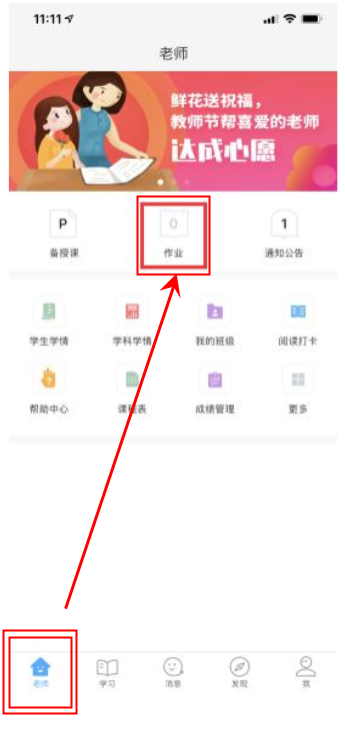 11:11
老师
鲜花送祝福，
教师节帮喜爱的老师
达成心愿
P
0
1
备授课
作业
通知公告
学生学情
学科学情
我的班级
阅读打卡
帮助中心
课程表
成绩管理
更多
老师
学习
消息
发现
我